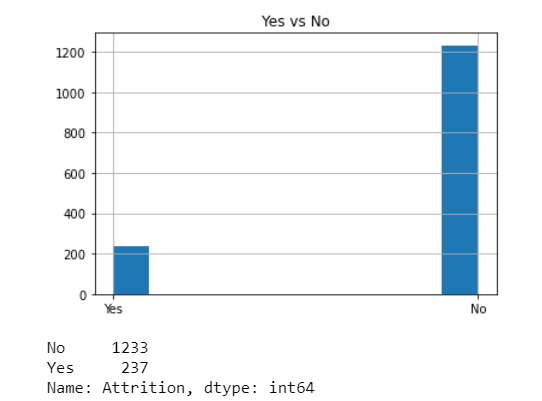 Yes vs No
1200
1000
800
600
400
200
0
Yes No
No 1233
Yes 237
Name: Attrition, dtype: int64